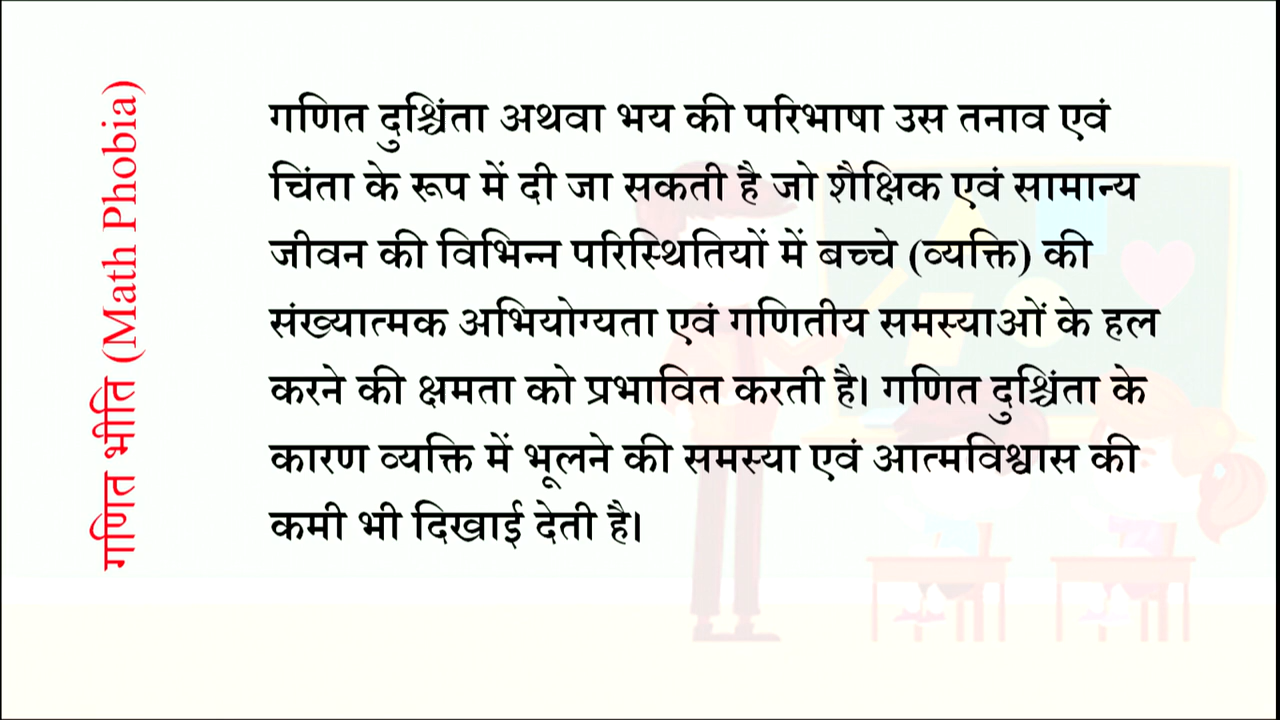 गणित भीति (Math Phobia)
गणित दुश्चिंता अथवा भय की परिभाषा उस तनाव एवं
चिंता के रूप में दी जा सकती है जो शैक्षिक एवं सामान्य
जीवन की विभिन्न परिस्थितियों में बच्चे (व्यक्ति) की
संख्यात्मक अभियोग्यता एवं गणितीय समस्याओं के हल
करने की क्षमता को प्रभावित करती है। गणित दुश्चिंता के
कारण व्यक्ति में भूलने की समस्या एवं आत्मविश्वास की
कमी भी दिखाई देती है।